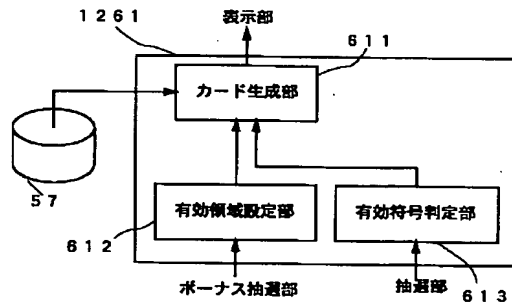 1261
表示部
611
カード生成部
57
有効領域設定部
有効符号判定部
612
613
ボーナス抽選部
抽選部